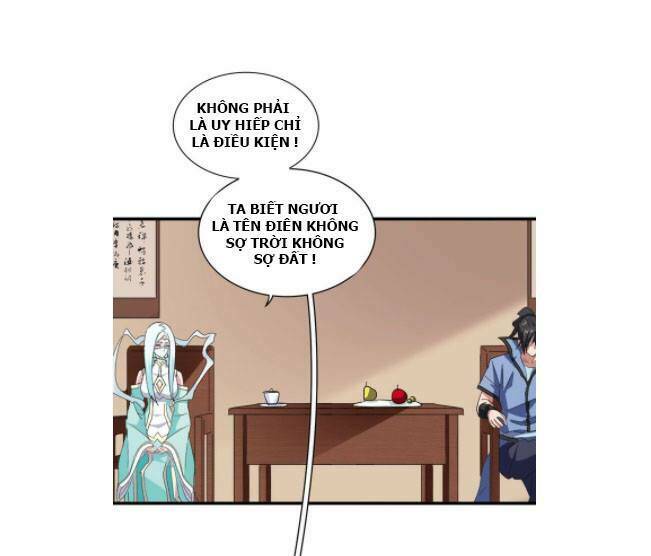 KHÔNG PHẢI
LÀ UY HIẾP CHỈ
LÀ ĐIỀU KIỆN !
TA BIẾT NGƯƠI
LÀ TÊN ĐIÊN KHÔNG
SỢ TRỜI KHÔNG
SỢ ĐẤT !